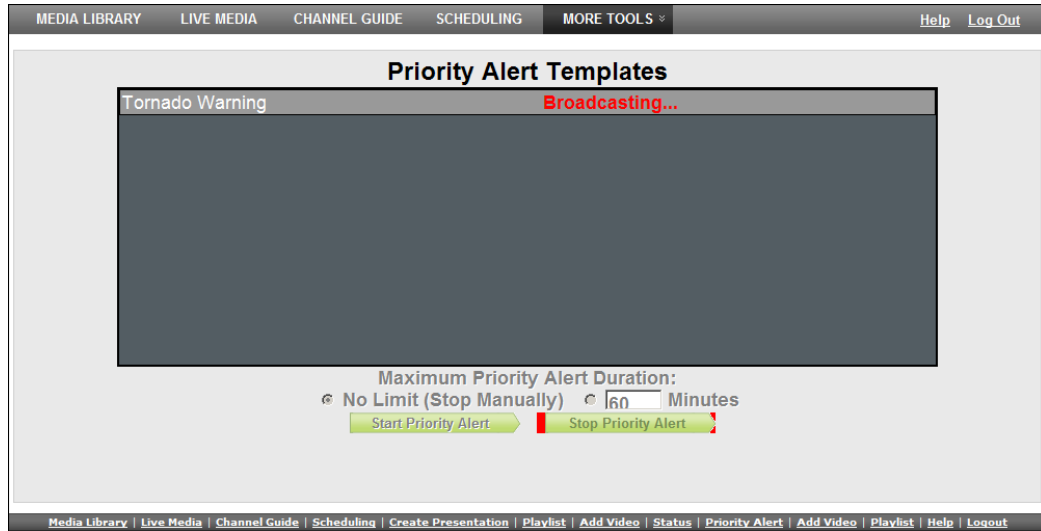 MEDIA LIBRARY LIVE MEDIA CHANNEL GUIDE SCHEDULING MORE TOOLS Help Log Out
Priority Alert Templates
Tornado Warning Broadcasting...
Maximum Priority Alert Duration:
No Limit (Stop Manually) 60 Minutes
Start Priority Alert Stop Priority Alert
Media Library | Live Media | Channel Guide | Scheduling | Create Presentation | Playlist | Add Video | Status | Priority Alert | Add Video | Playlist | Help | Logout